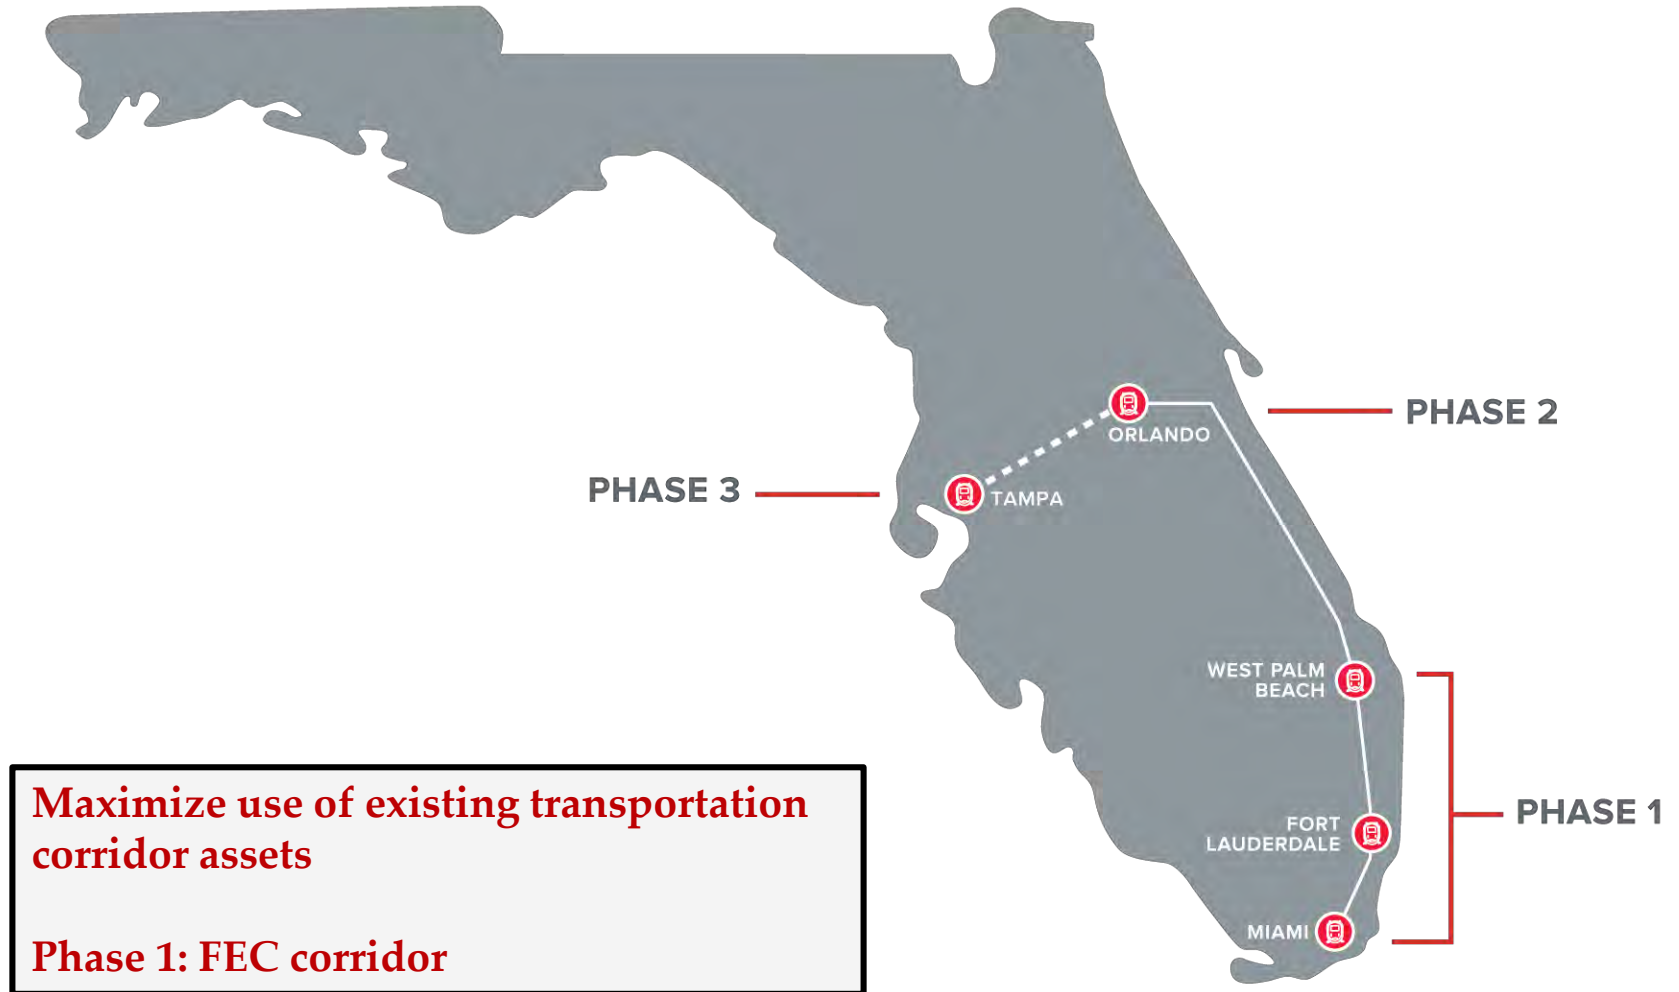 PHASE 2
ORLANDO
PHASE 3
TAMPA
WEST PALM
BEACH
PHASE 1
FORT
LAUDERDALE
MIAMI
Maximize use of existing transportation
corridor assets
Phase 1: FEC corridor